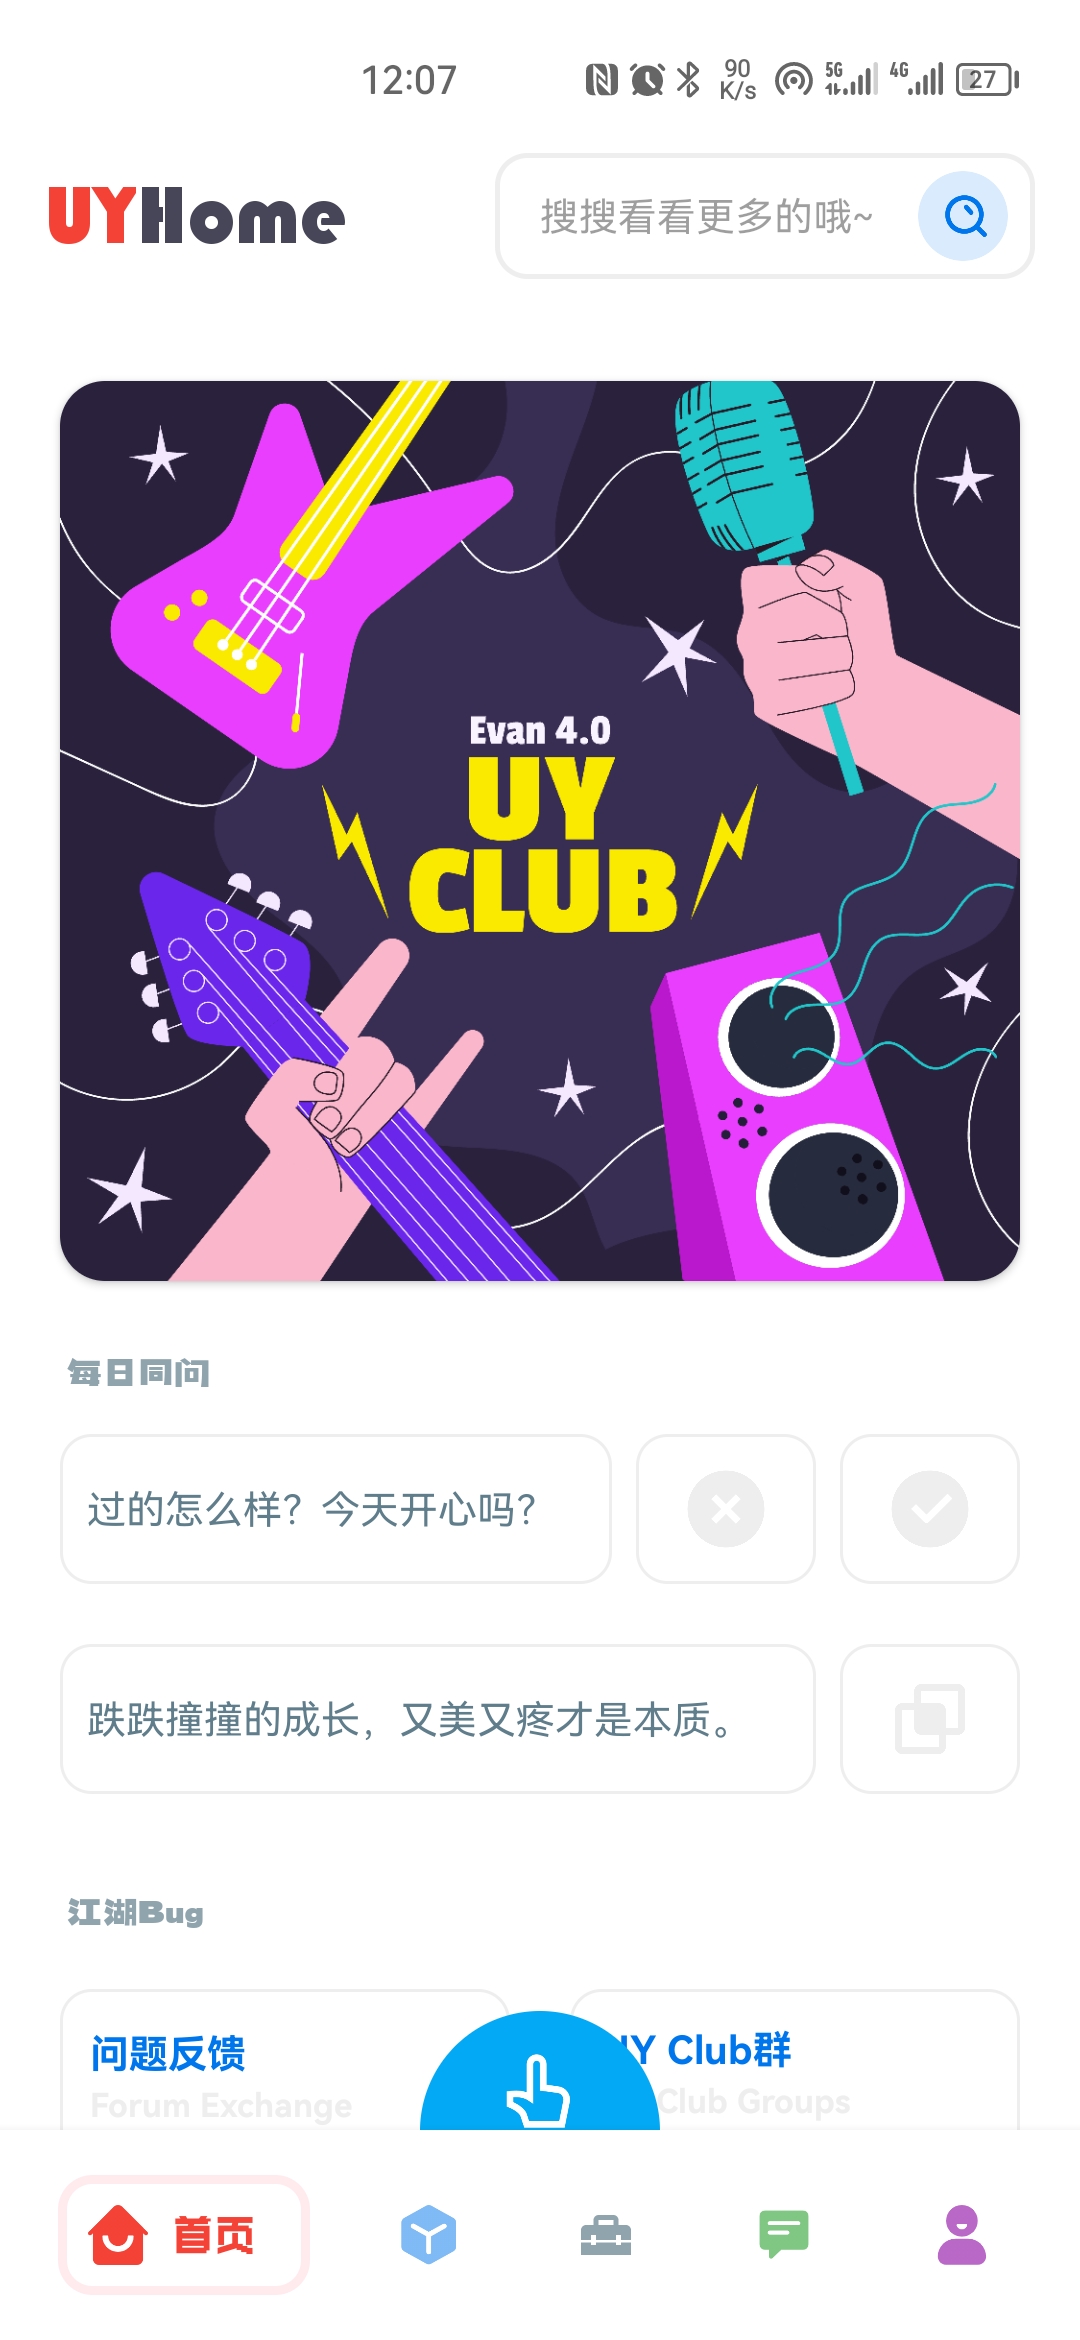 12:07
90
K/s
5G
4G
27
UYHome
搜搜看看更多的哦~
Evan 4.0
UY
CLUB
每日同问
过的怎么样？今天开心吗？
跌跌撞撞的成长，又美又疼才是本质。
江湖Bug
问题反馈
Forum Exchange
Y Club群
Club Groups
首页